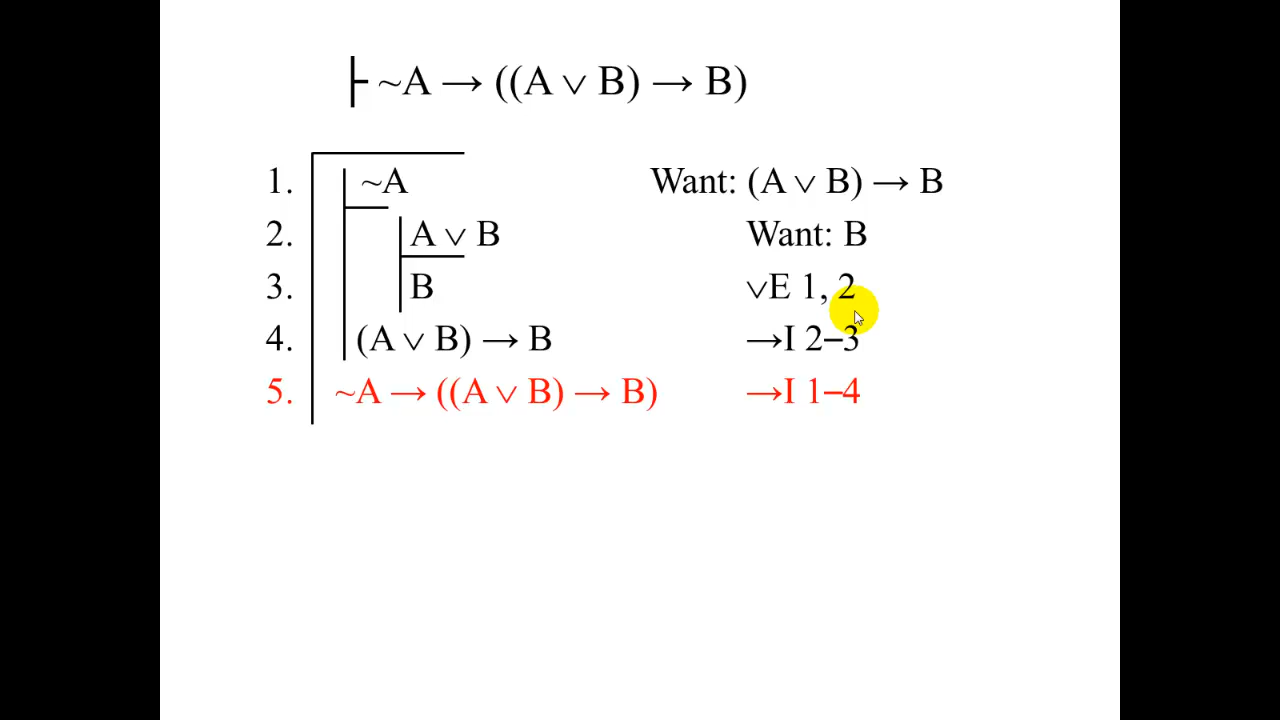 ├ ~A → ((A ∨ B) → B)
1. ~A Want: (A ∨ B) → B
2. A ∨ B Want: B
3. B ∨E 1, 2
4. (A ∨ B) → B →I 2–3
5. ~A → ((A ∨ B) → B) →I 1–4